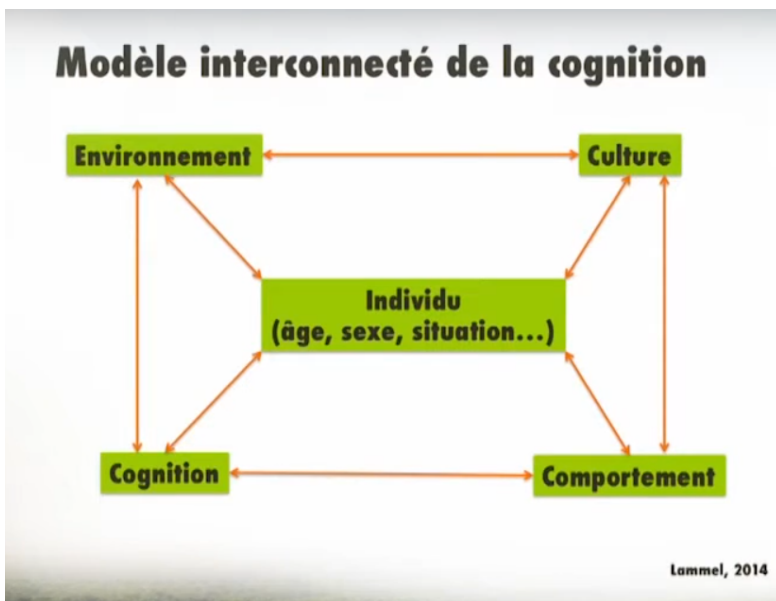 Modèle interconnecté de la cognition
Environnement
Culture
Individu
(âge, sexe, situation...)
Cognition
Comportement
Lammel, 2014